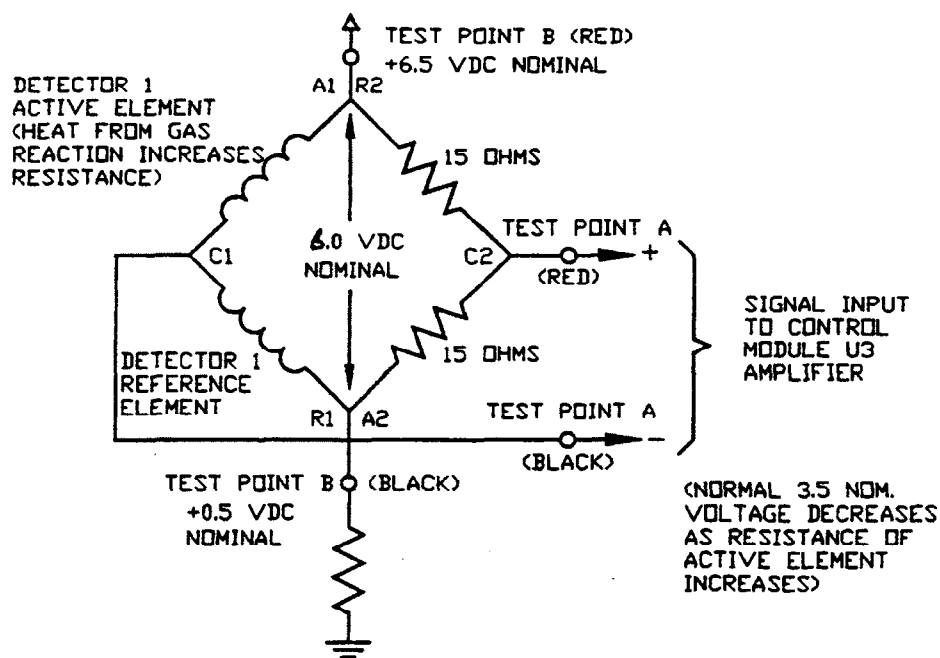 TEST POINT B (RED)
+6.5 VDC NOMINAL
DETECTOR 1
ACTIVE ELEMENT
(HEAT FROM GAS
REACTION INCREASES
RESISTANCE)
A1
R2
15 OHMS
TEST POINT A
C1
6.0 VDC
NOMINAL
C2
+
(RED)
SIGNAL INPUT
TO CONTROL
MODULE U3
AMPLIFIER
15 OHMS
DETECTOR 1
REFERENCE
ELEMENT
R1
A2
TEST POINT A
-
(BLACK)
TEST POINT B (BLACK)
+0.5 VDC
NOMINAL
(NORMAL 3.5 NOM.
VOLTAGE DECREASES
AS RESISTANCE OF
ACTIVE ELEMENT
INCREASES)